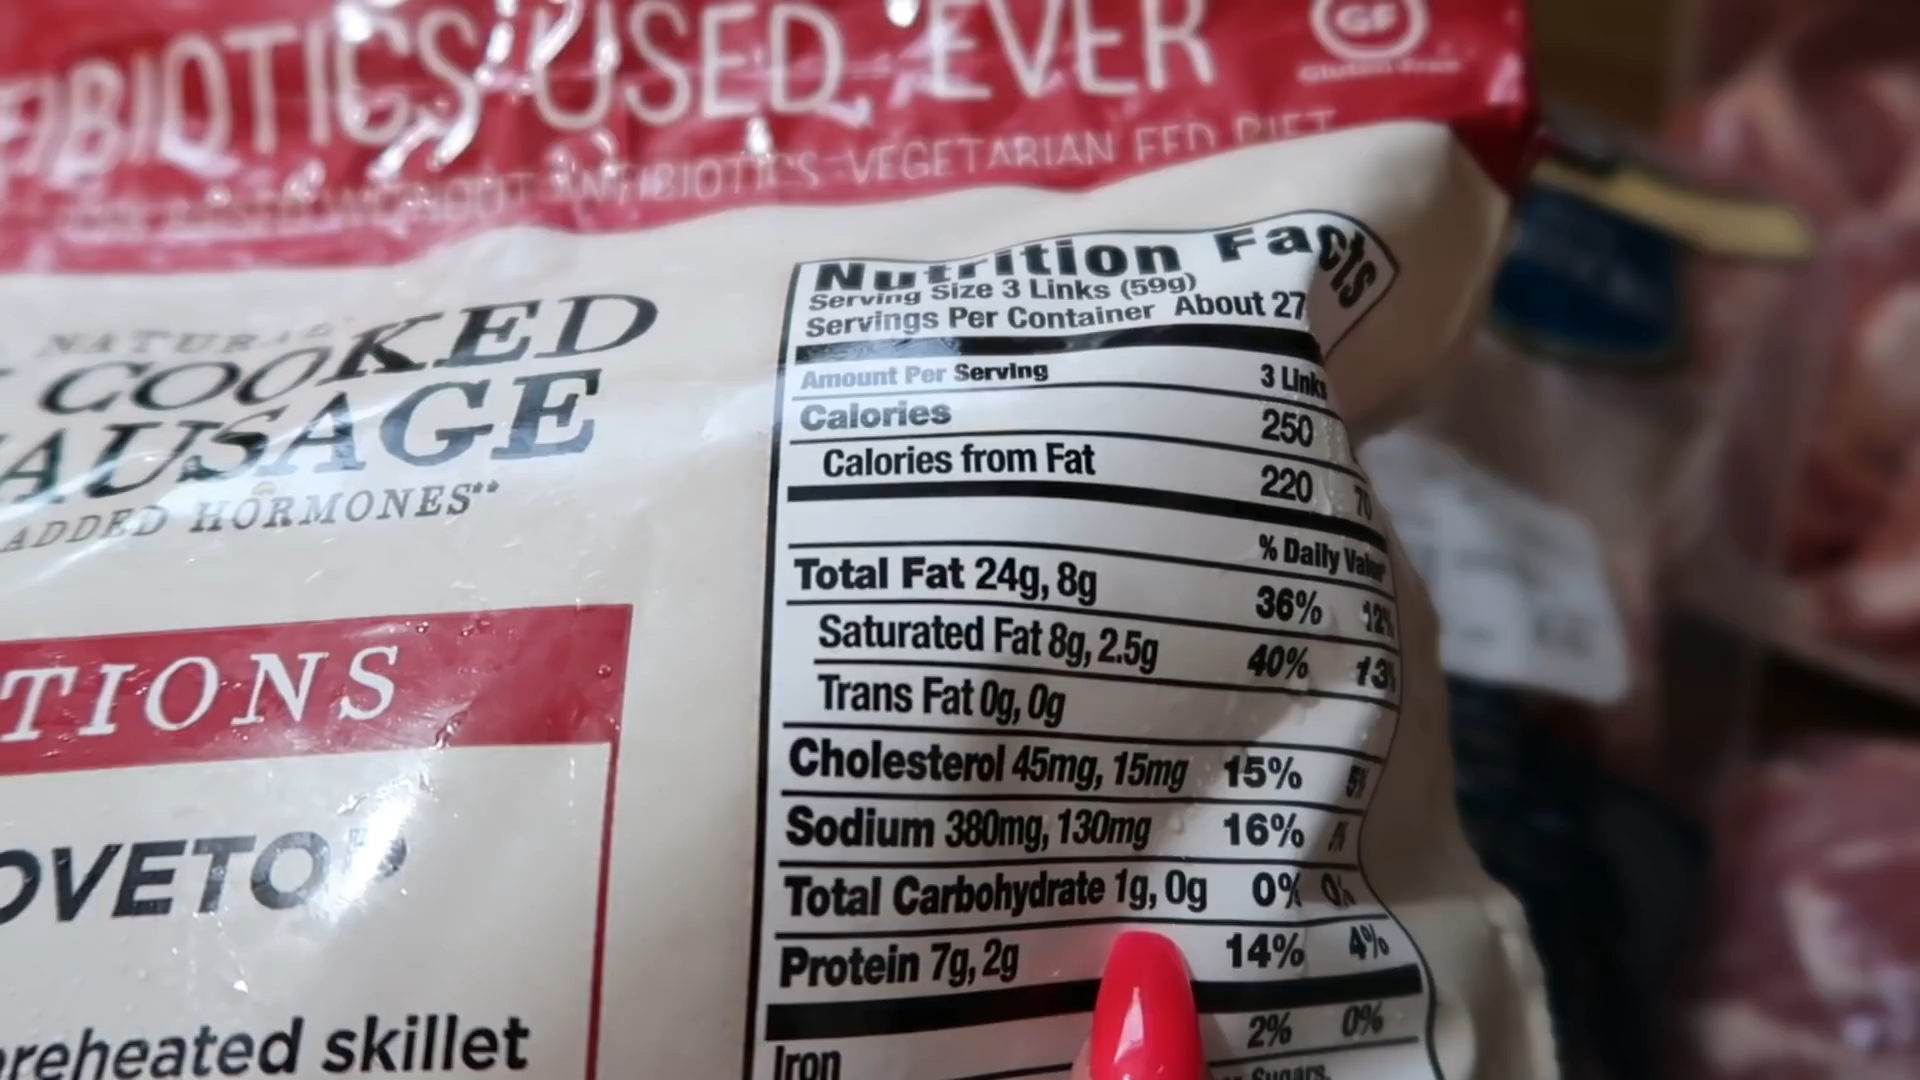 IBIOTICS USED, EVER
GF
Gluten-Free
WITHOUT ANTIBIOTICS VEGETARIAN FED DIET
NATURAL
COOKED
AUSAGE
ADDED HORMONES**
TIONS
OVETOP
preheated skillet
Nutrition Facts
Serving Size 3 Links (59g)
Servings Per Container About 27
Amount Per Serving 3 Links
Calories 250
Calories from Fat 220 70
% Daily Value*
Total Fat 24g, 8g 36% 12%
Saturated Fat 8g, 2.5g 40% 13%
Trans Fat 0g, 0g
Cholesterol 45mg, 15mg 15% 5%
Sodium 380mg, 130mg 16%
Total Carbohydrate 1g, 0g 0% 0%
Protein 7g, 2g 14% 4%
Iron 2% 0%
Sugars,